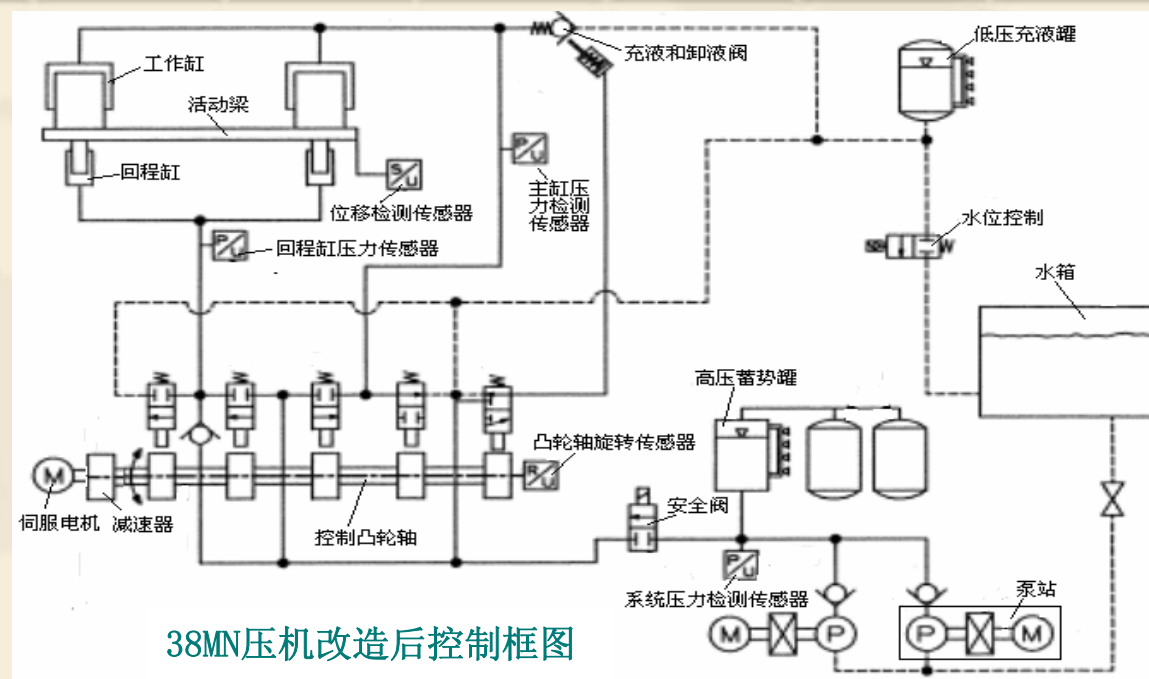 充液和卸液阀
低压充液罐
工作缸
活动梁
P
U
回程缸
S
U
主缸压
力检测
传感器
位移检测传感器
水位控制
P
U
回程缸压力传感器
水箱
高压蓄势罐
凸轮轴旋转传感器
M
R
U
安全阀
伺服电机
减速器
控制凸轮轴
P
U
系统压力检测传感器
泵站
M
P
P
M
38MN压机改造后控制框图